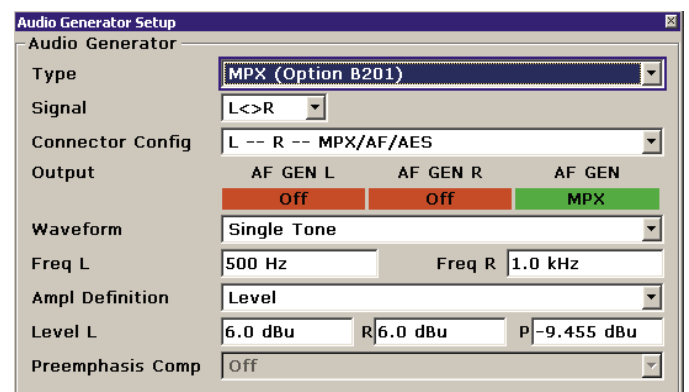 Audio Generator Setup
Audio Generator
Type MPX (Option B201)
Signal L<>R
Connector Config L -- R -- MPX/AF/AES
Output AF GEN L AF GEN R AF GEN
Off Off MPX
Waveform Single Tone
Freq L 500 Hz Freq R 1.0 kHz
Ampl Definition Level
Level L 6.0 dBu R 6.0 dBu P -9.455 dBu
Preemphasis Comp Off